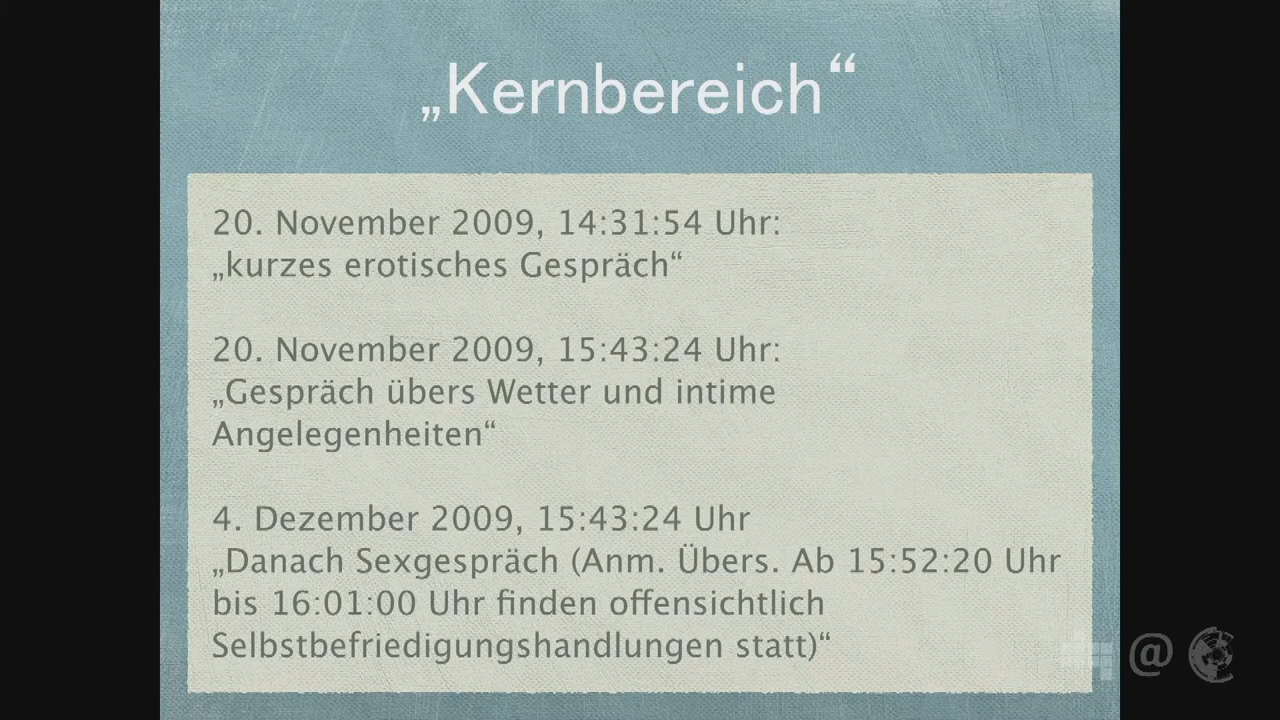 „Kernbereich“
20. November 2009, 14:31:54 Uhr:
„kurzes erotisches Gespräch“
20. November 2009, 15:43:24 Uhr:
„Gespräch übers Wetter und intime
Angelegenheiten“
4. Dezember 2009, 15:43:24 Uhr
„Danach Sexgespräch (Anm. Übers. Ab 15:52:20 Uhr
bis 16:01:00 Uhr finden offensichtlich
Selbstbefriedigungshandlungen statt)“
@